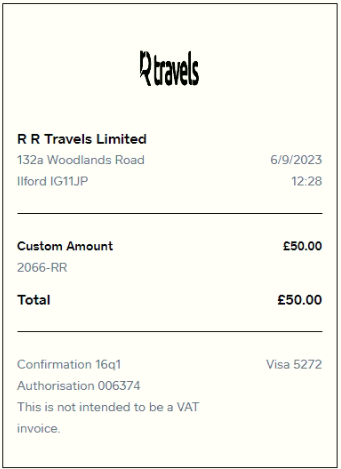 R travels
R R Travels Limited
132a Woodlands Road 6/9/2023
Ilford IG11JP 12:28
Custom Amount £50.00
2066-RR
Total £50.00
Confirmation 16q1 Visa 5272
Authorisation 006374
This is not intended to be a VAT
invoice.